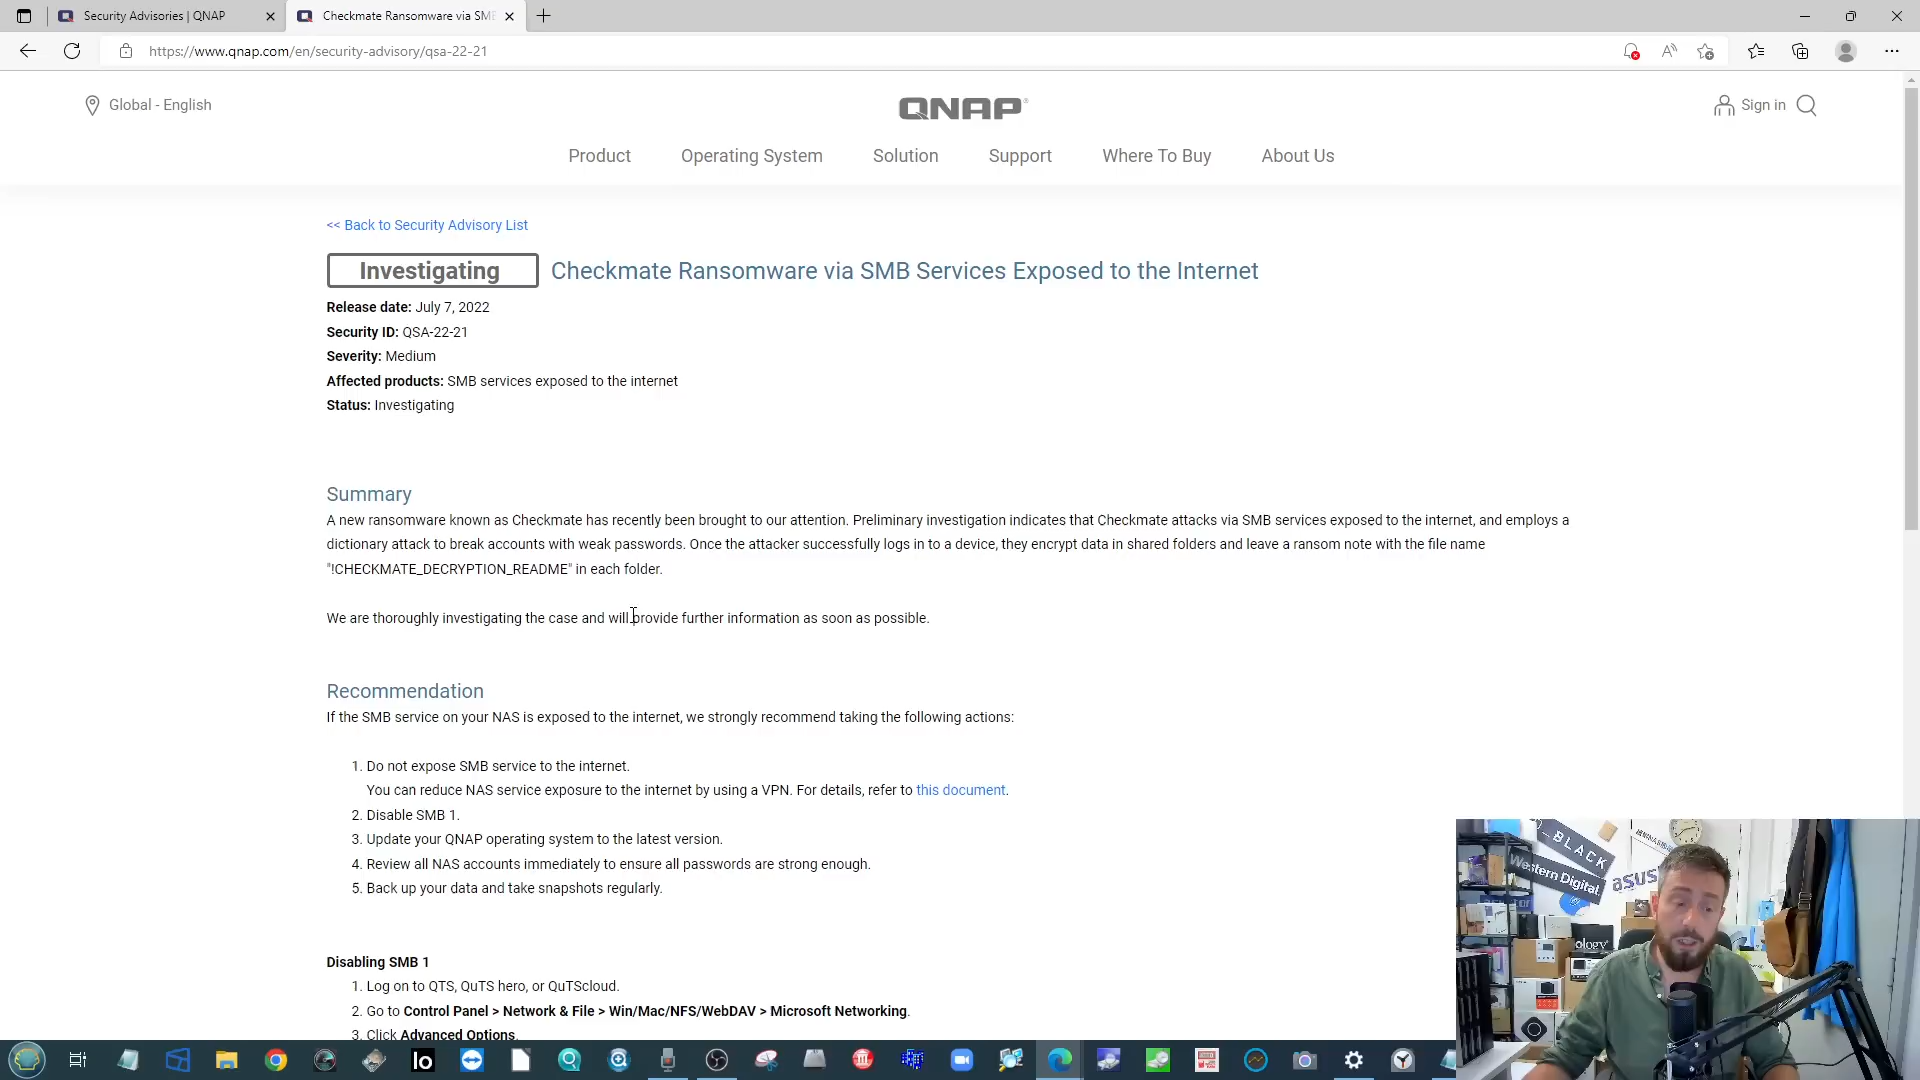 Security Advisories | QNAP
Checkmate Ransomware via SMB
https://www.qnap.com/en/security-advisory/qsa-22-21
Global - English
QNAP
Sign in
Product
Operating System
Solution
Support
Where To Buy
About Us
<< Back to Security Advisory List
Investigating
Checkmate Ransomware via SMB Services Exposed to the Internet
Release date: July 7, 2022
Security ID: QSA-22-21
Severity: Medium
Affected products: SMB services exposed to the internet
Status: Investigating
Summary
A new ransomware known as Checkmate has recently been brought to our attention. Preliminary investigation indicates that Checkmate attacks via SMB services exposed to the internet, and employs a
dictionary attack to break accounts with weak passwords. Once the attacker successfully logs in to a device, they encrypt data in shared folders and leave a ransom note with the file name
"!CHECKMATE_DECRYPTION_README" in each folder.
We are thoroughly investigating the case and will provide further information as soon as possible.
Recommendation
If the SMB service on your NAS is exposed to the internet, we strongly recommend taking the following actions:
1. Do not expose SMB service to the internet.
You can reduce NAS service exposure to the internet by using a VPN. For details, refer to this document.
2. Disable SMB 1.
3. Update your QNAP operating system to the latest version.
4. Review all NAS accounts immediately to ensure all passwords are strong enough.
5. Back up your data and take snapshots regularly.
_BLACK
Western Digital.
ASUS
ology
Disabling SMB 1
1. Log on to QTS, QuTS hero, or QuTScloud.
2. Go to Control Panel > Network & File > Win/Mac/NFS/WebDAV > Microsoft Networking.
3. Click Advanced Options.
Io